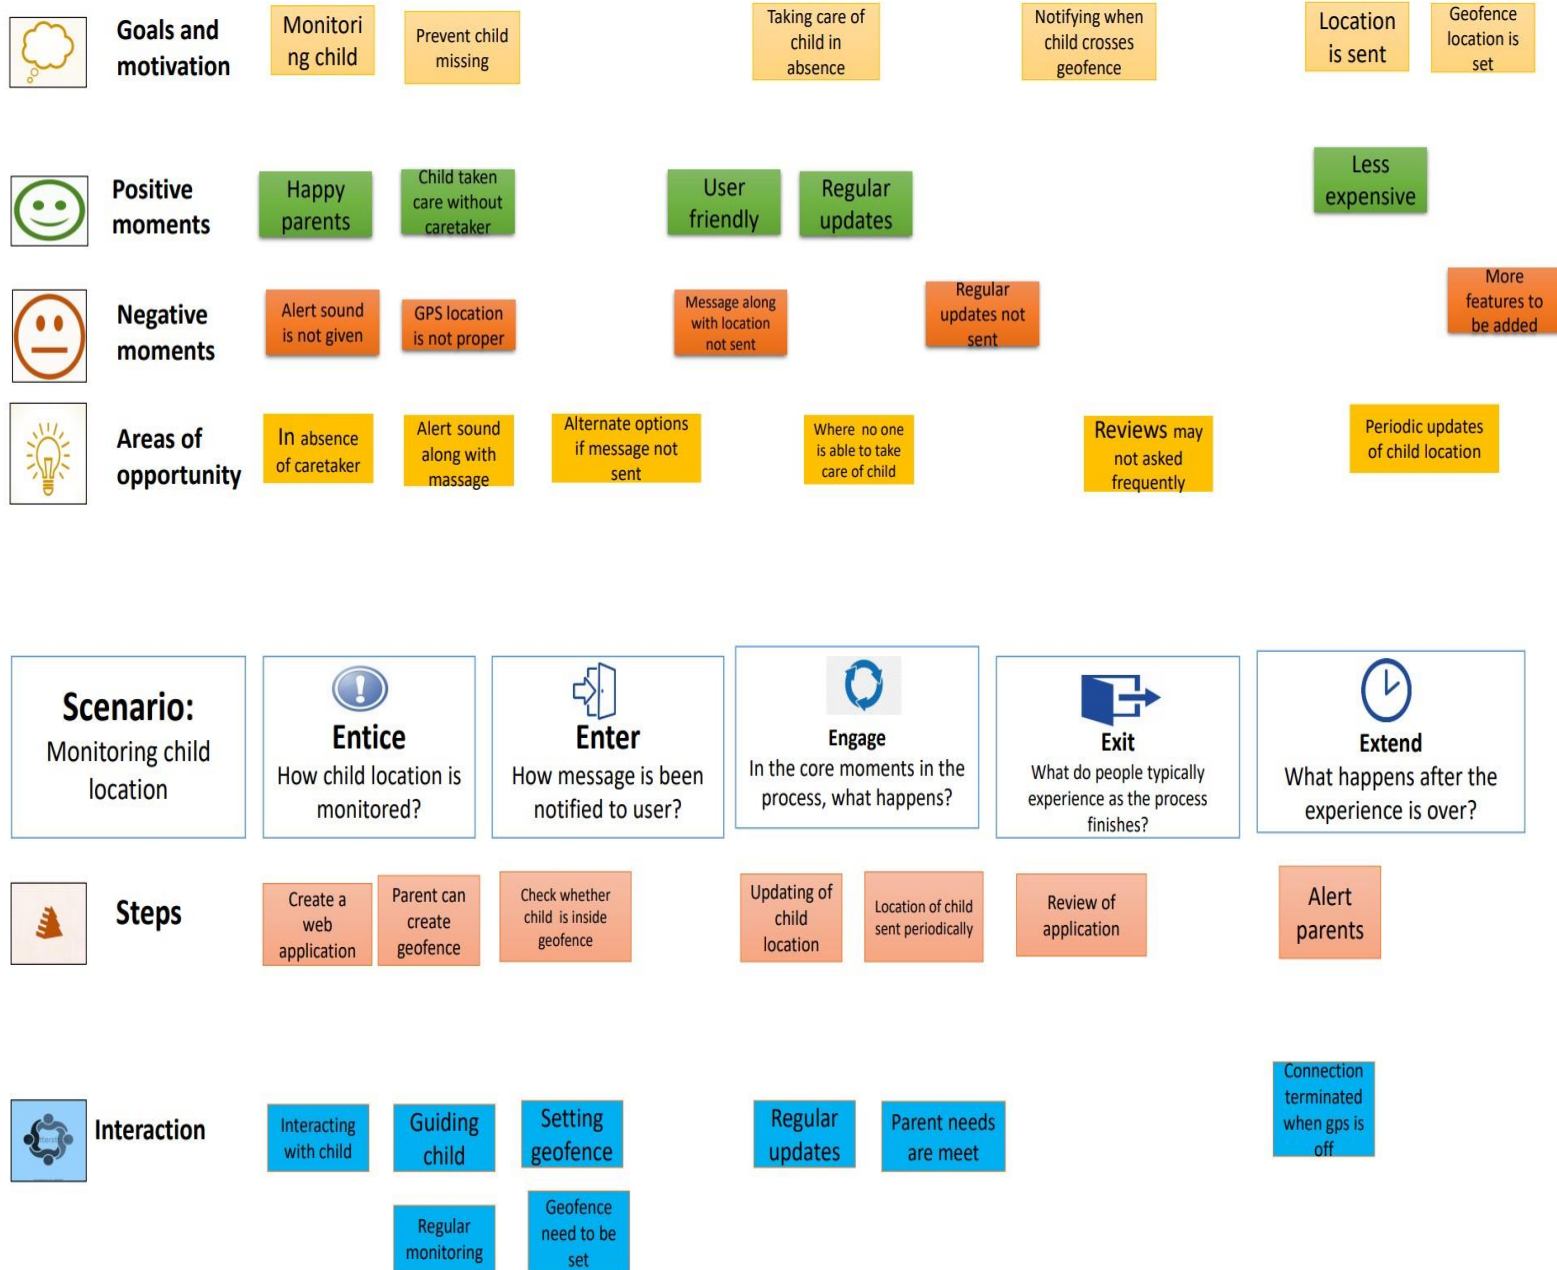 Goals and
motivation
Monitori
ng child
Prevent child
missing
Taking care of
child in
absence
Notifying when
child crosses
geofence
Location
is sent
Geofence
location is
set
Positive
moments
Happy
parents
Child taken
care without
caretaker
User
friendly
Regular
updates
Less
expensive
Negative
moments
Alert sound
is not given
GPS location
is not proper
Message along
with location
not sent
Regular
updates not
sent
More
features to
be added
Areas of
opportunity
In absence
of caretaker
Alert sound
along with
massage
Alternate options
if message not
sent
Where no one
is able to take
care of child
Reviews may
not asked
frequently
Periodic updates
of child location
Scenario:
Monitoring child
location
Entice
How child location is
monitored?
Enter
How message is been
notified to user?
Engage
In the core moments in the
process, what happens?
Exit
What do people typically
experience as the process
finishes?
Extend
What happens after the
experience is over?
Steps
Create a
web
application
Parent can
create
geofence
Check whether
child is inside
geofence
Updating of
child
location
Location of child
sent periodically
Review of
application
Alert
parents
Interaction
Interacting
with child
Guiding
child
Setting
geofence
Regular
updates
Parent needs
are meet
Connection
terminated
when gps is
off
Regular
monitoring
Geofence
need to be
set